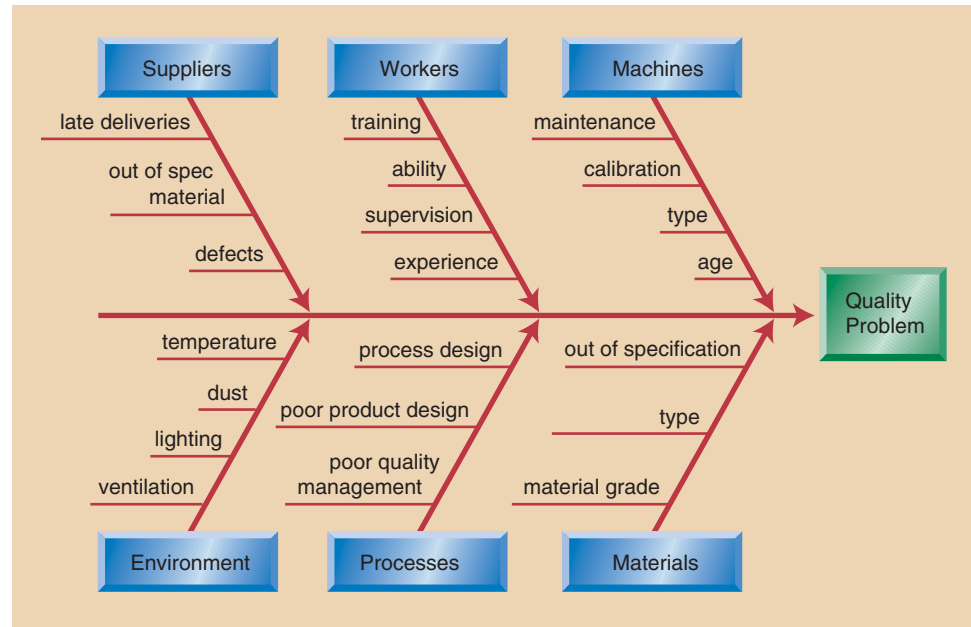 Suppliers
Workers
Machines
late deliveries
out of spec
material
defects
training
ability
supervision
experience
maintenance
calibration
type
age
Quality
Problem
temperature
dust
lighting
ventilation
process design
poor product design
poor quality
management
out of specification
type
material grade
Environment
Processes
Materials